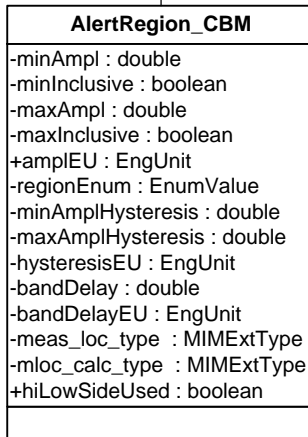 AlertRegion_CBM
-minAmpl : double
-minInclusive : boolean
-maxAmpl : double
-maxInclusive : boolean
+amplEU : EngUnit
-regionEnum : EnumValue
-minAmplHysteresis : double
-maxAmplHysteresis : double
-hysteresisEU : EngUnit
-bandDelay : double
-bandDelayEU : EngUnit
-meas_loc_type : MIMExtType
-mloc_calc_type : MIMExtType
+hiLowSideUsed : boolean